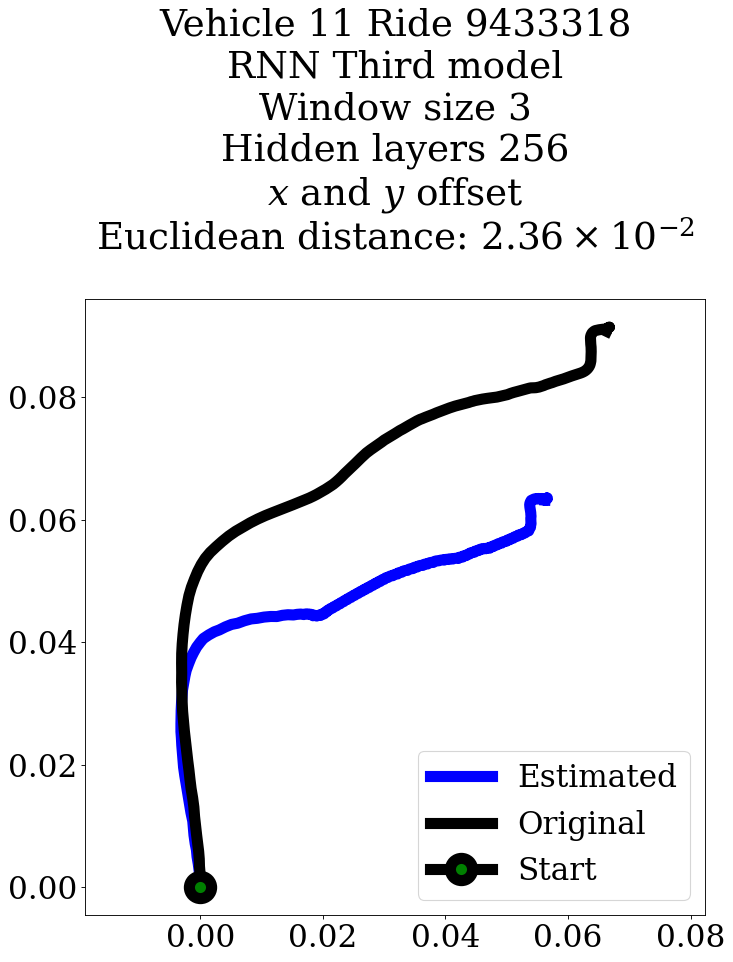 Vehicle 11 Ride 9433318
RNN Third model
Window size 3
Hidden layers 256
x and y offset
Euclidean distance: 2.36 × 10⁻²
0.08
0.06
0.04
0.02
0.00
Estimated
Original
Start
0.00 0.02 0.04 0.06 0.08